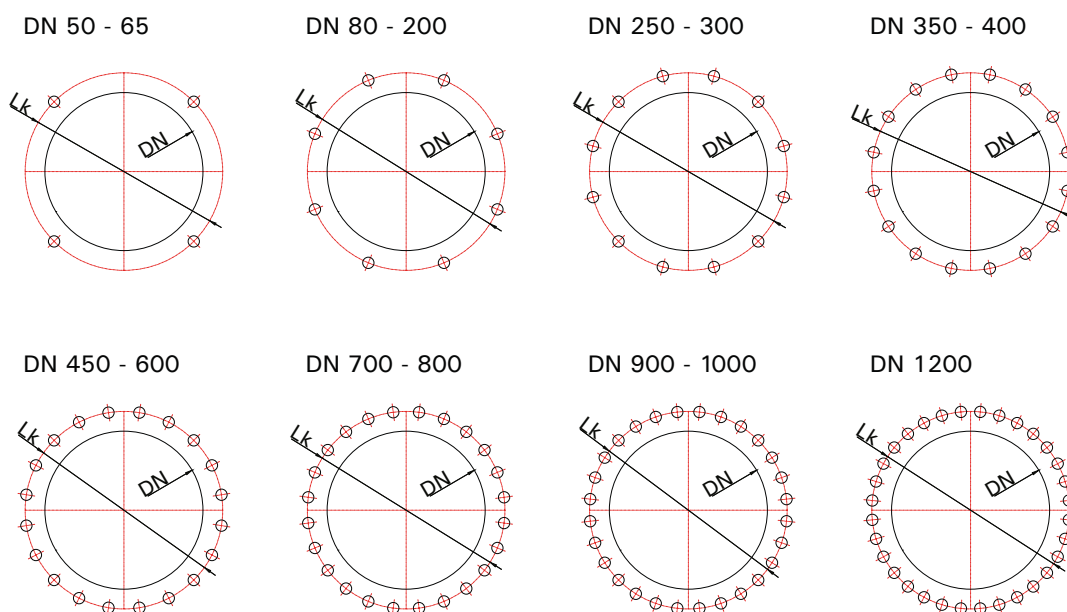 DN 50 - 65
DN 80 - 200
DN 250 - 300
DN 350 - 400
Lk
DN
Lk
DN
Lk
DN
Lk
DN
DN 450 - 600
DN 700 - 800
DN 900 - 1000
DN 1200
Lk
DN
Lk
DN
Lk
DN
Lk
DN